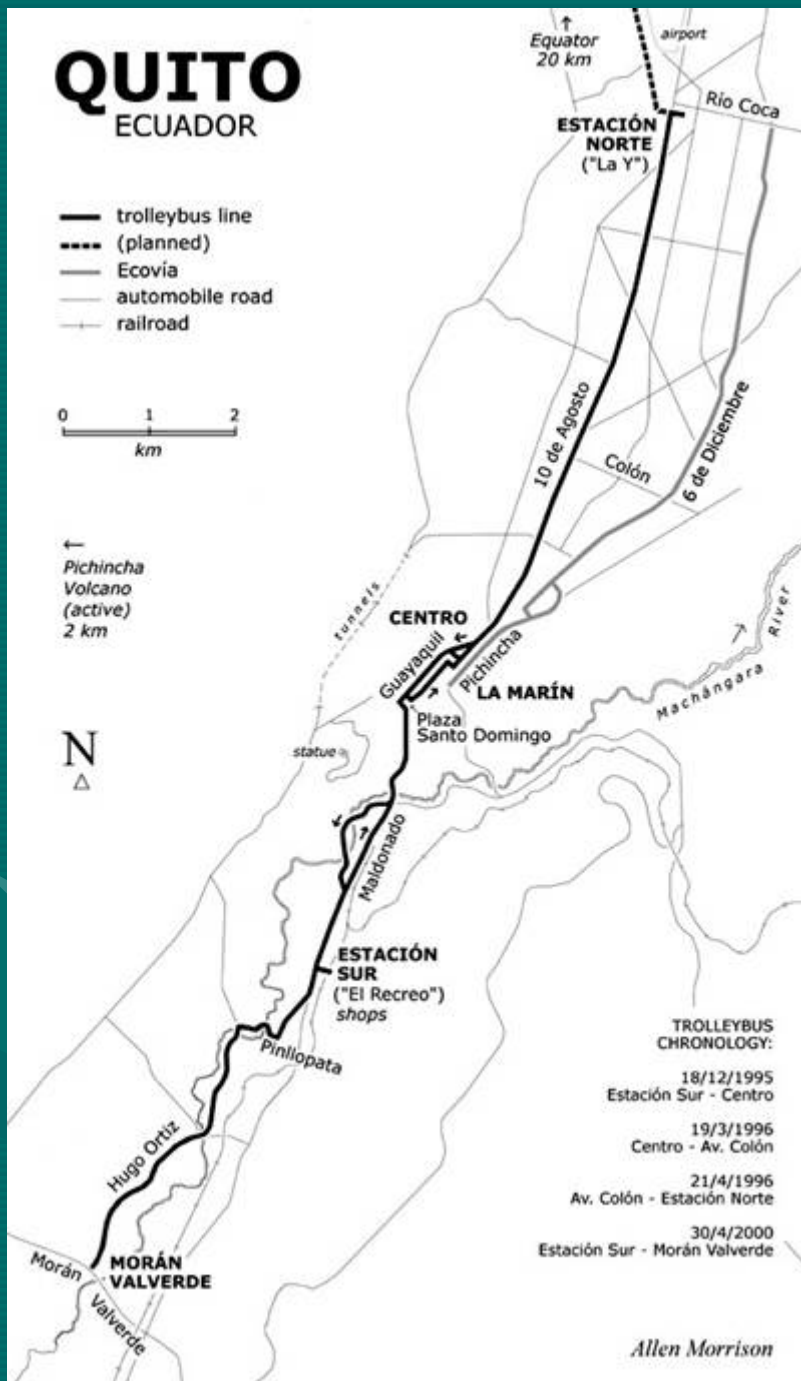 QUITO
ECUADOR
↑
Equator
20 km
airport
Río Coca
ESTACIÓN
NORTE
("La Y")
trolleybus line
(planned)
Ecovía
automobile road
railroad
0 1 2
km
10 de Agosto
Colón
6 de Diciembre
←
Pichincha
Volcano
(active)
2 km
tunnels
CENTRO
Guayaquil
Pichincha
LA MARÍN
Plaza
Santo Domingo
Machángara River
statue
N
Maldonado
ESTACIÓN
SUR
("El Recreo")
shops
Pinllopata
Hugo Ortiz
MORÁN
VALVERDE
Morán
Valverde
TROLLEYBUS
CHRONOLOGY:
18/12/1995
Estación Sur - Centro
19/3/1996
Centro - Av. Colón
21/4/1996
Av. Colón - Estación Norte
30/4/2000
Estación Sur - Morán Valverde
Allen Morrison